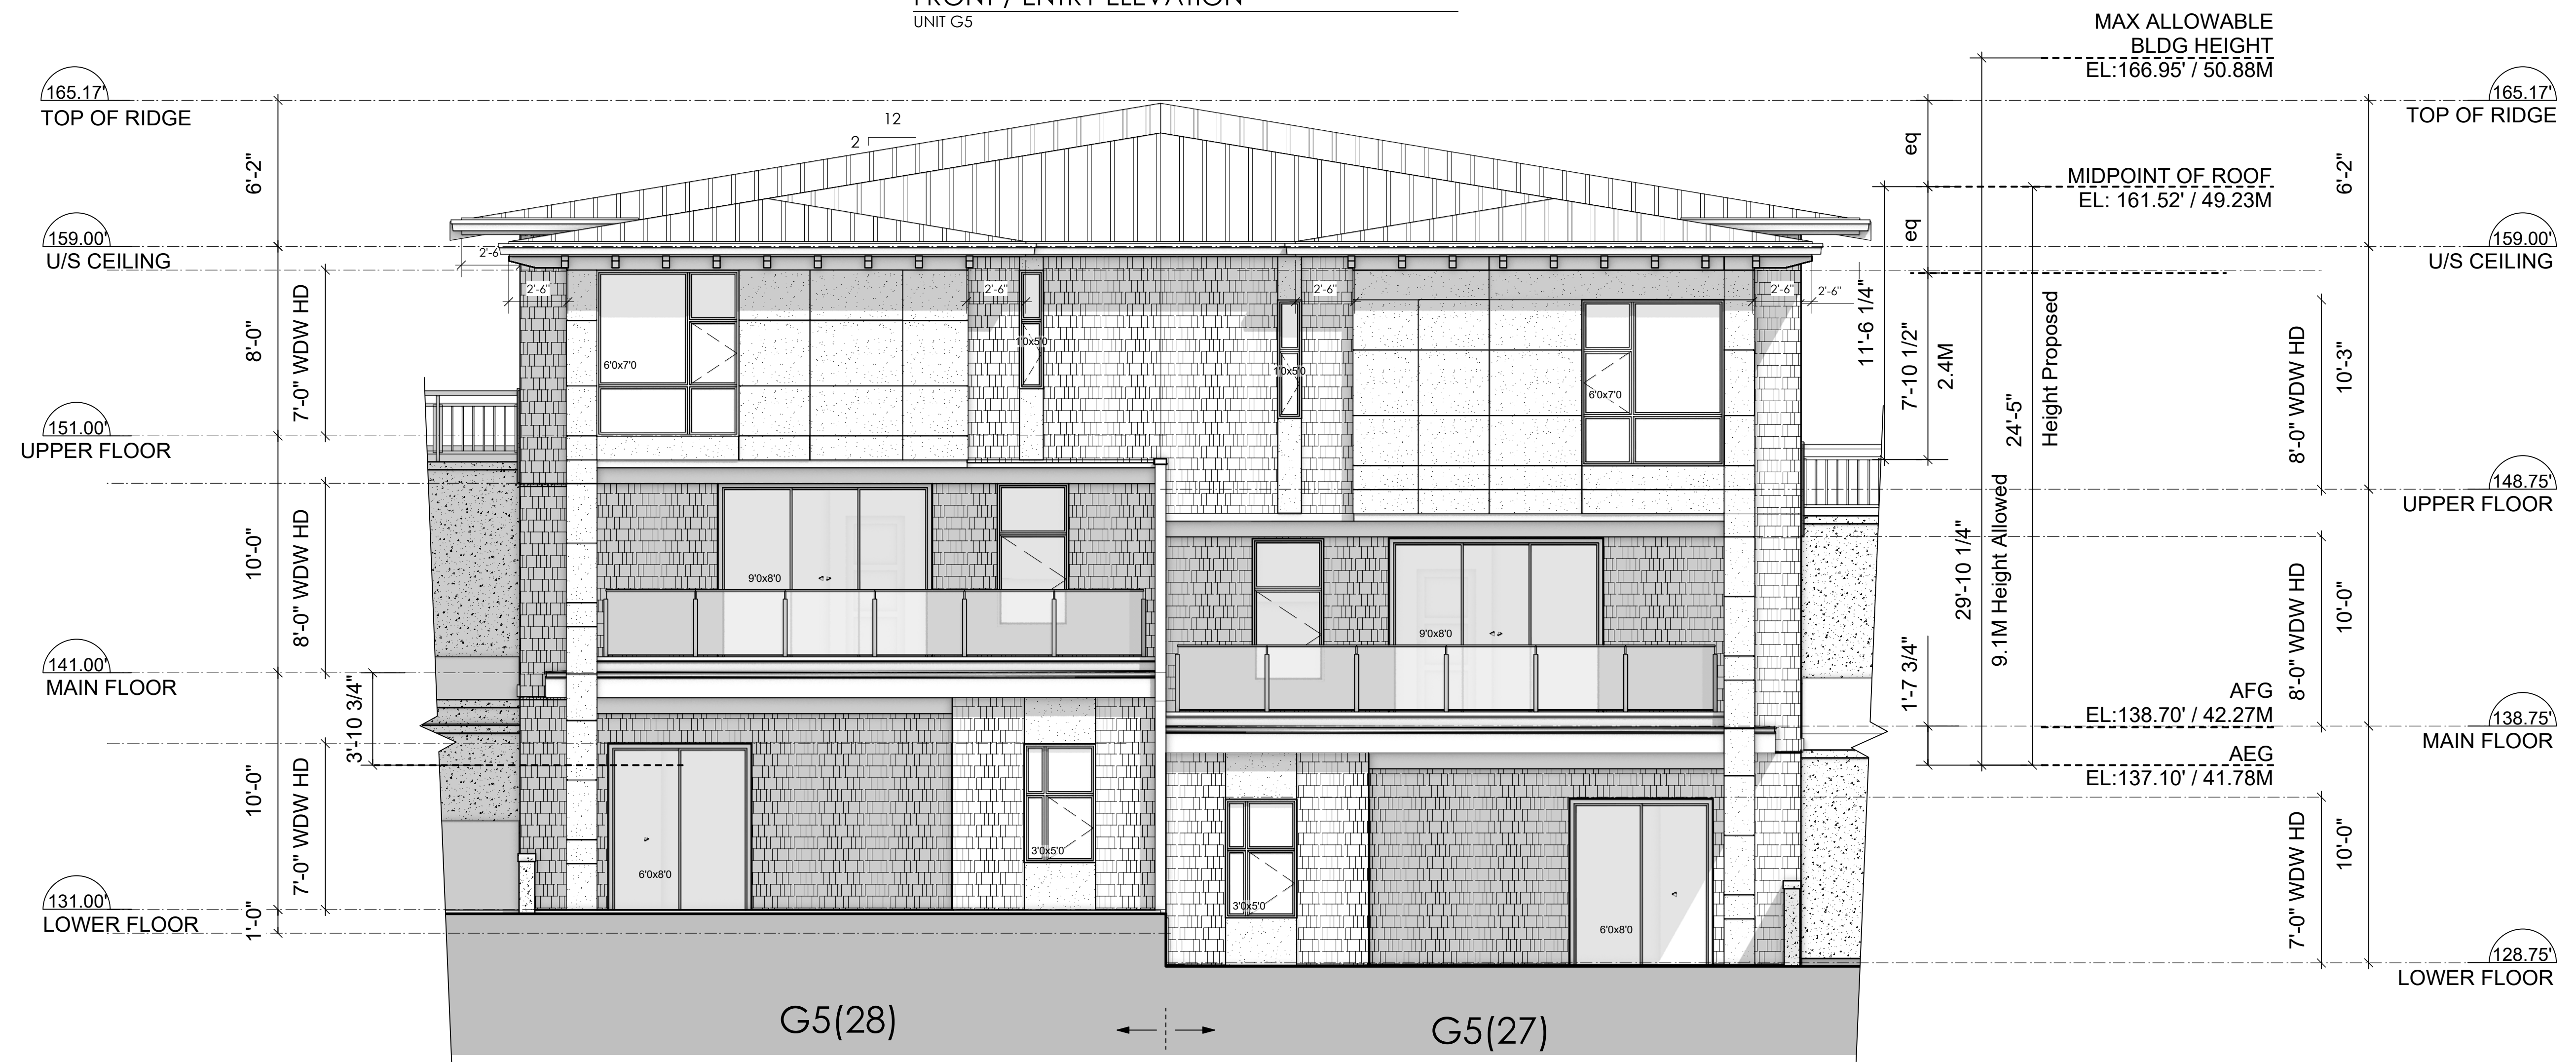 FRONT / ENTRY ELEVATION
UNIT G5
MAX ALLOWABLE
BLDG HEIGHT
EL:166.95' / 50.88M
165.17'
TOP OF RIDGE
165.17'
TOP OF RIDGE
12
2
6'-2"
eq
MIDPOINT OF ROOF
EL: 161.52' / 49.23M
6'-2"
159.00'
U/S CEILING
eq
159.00'
U/S CEILING
2'-6
2'-6"
2'-6"
2'-6"
2'-6"
2'-6"
8'-0"
7'-0" WDW HD
6'0x7'0
1'0x5'0
1'0x5'0
6'0x7'0
11'-6 1/4"
7'-10 1/2"
2.4M
24'-5"
Height Proposed
8'-0" WDW HD
10'-3"
151.00'
UPPER FLOOR
148.75'
UPPER FLOOR
10'-0"
8'-0" WDW HD
9'0x8'0
9'0x8'0
29'-10 1/4"
9.1M Height Allowed
8'-0" WDW HD
10'-0"
141.00'
MAIN FLOOR
3'-10 3/4"
1'-7 3/4"
AFG
EL:138.70' / 42.27M
138.75'
MAIN FLOOR
AEG
EL:137.10' / 41.78M
10'-0"
7'-0" WDW HD
6'0x8'0
3'0x5'0
3'0x5'0
6'0x8'0
7'-0" WDW HD
10'-0"
131.00'
LOWER FLOOR
1'-0"
128.75'
LOWER FLOOR
G5(28)
G5(27)